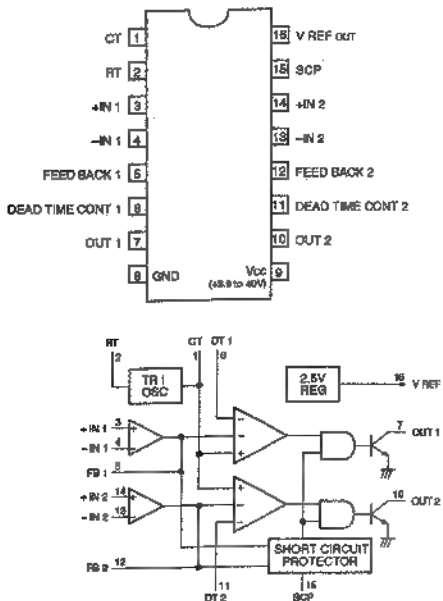 CT 1
16 V REF OUT
RT 2
15 SCP
+IN 1 3
14 +IN 2
–IN 1 4
13 –IN 2
FEED BACK 1 5
12 FEED BACK 2
DEAD TIME CONT 1 6
11 DEAD TIME CONT 2
OUT 1 7
10 OUT 2
8 GND
VCC 9
(+3.6 to 40V)
RT
2
CT
1
DT 1
6
TRI
OSC
2.5V
REG
16
V REF
+IN 1 3
–IN 1 4
FB 1 5
+IN 2 14
–IN 2 13
FB 2 12
7
OUT 1
10
OUT 2
SHORT CIRCUIT
PROTECTOR
11
DT 2
15
SCP